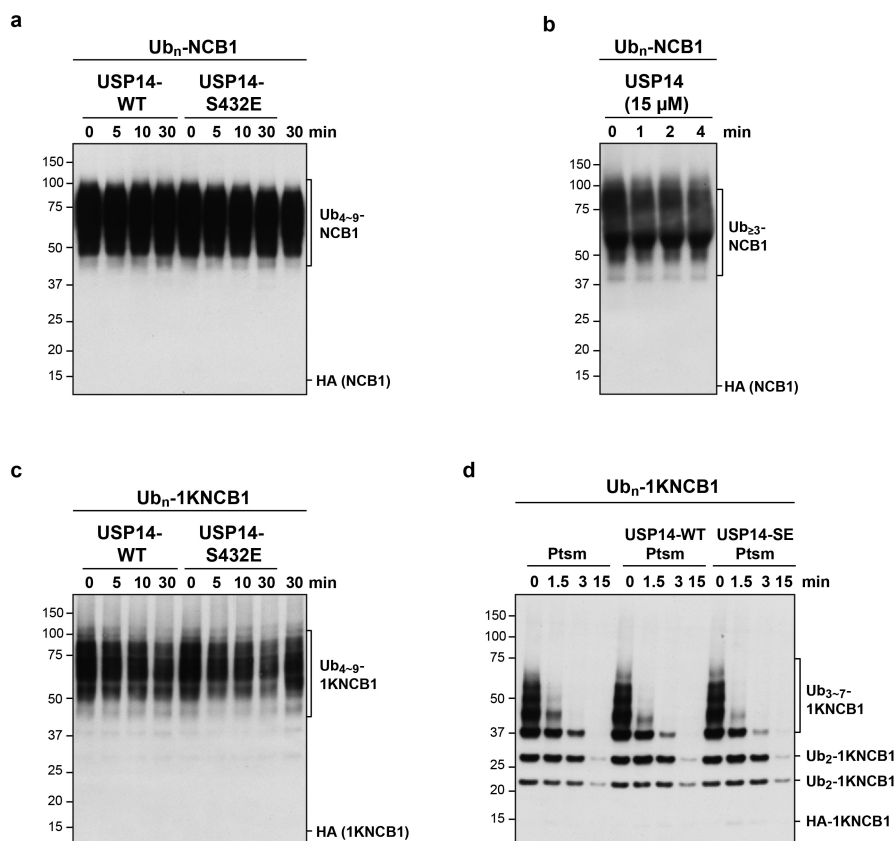 a
Ubn-NCB1
USP14-
WT
USP14-
S432E
0 5 10 30 0 5 10 30 30 min
150
100
75
50
37
25
20
15
Ub4~9-
NCB1
HA (NCB1)
b
Ubn-NCB1
USP14
(15 µM)
0 1 2 4 min
150
100
75
50
37
25
20
15
Ub≥3-
NCB1
HA (NCB1)
c
Ubn-1KNCB1
USP14-
WT
USP14-
S432E
0 5 10 30 0 5 10 30 30 min
150
100
75
50
37
25
20
15
Ub4~9-
1KNCB1
HA (1KNCB1)
d
Ubn-1KNCB1
Ptsm
USP14-WT
Ptsm
USP14-SE
Ptsm
0 1.5 3 15 0 1.5 3 15 0 1.5 3 15 min
150
100
75
50
37
25
20
15
Ub3~7-
1KNCB1
Ub2-1KNCB1
Ub2-1KNCB1
HA-1KNCB1